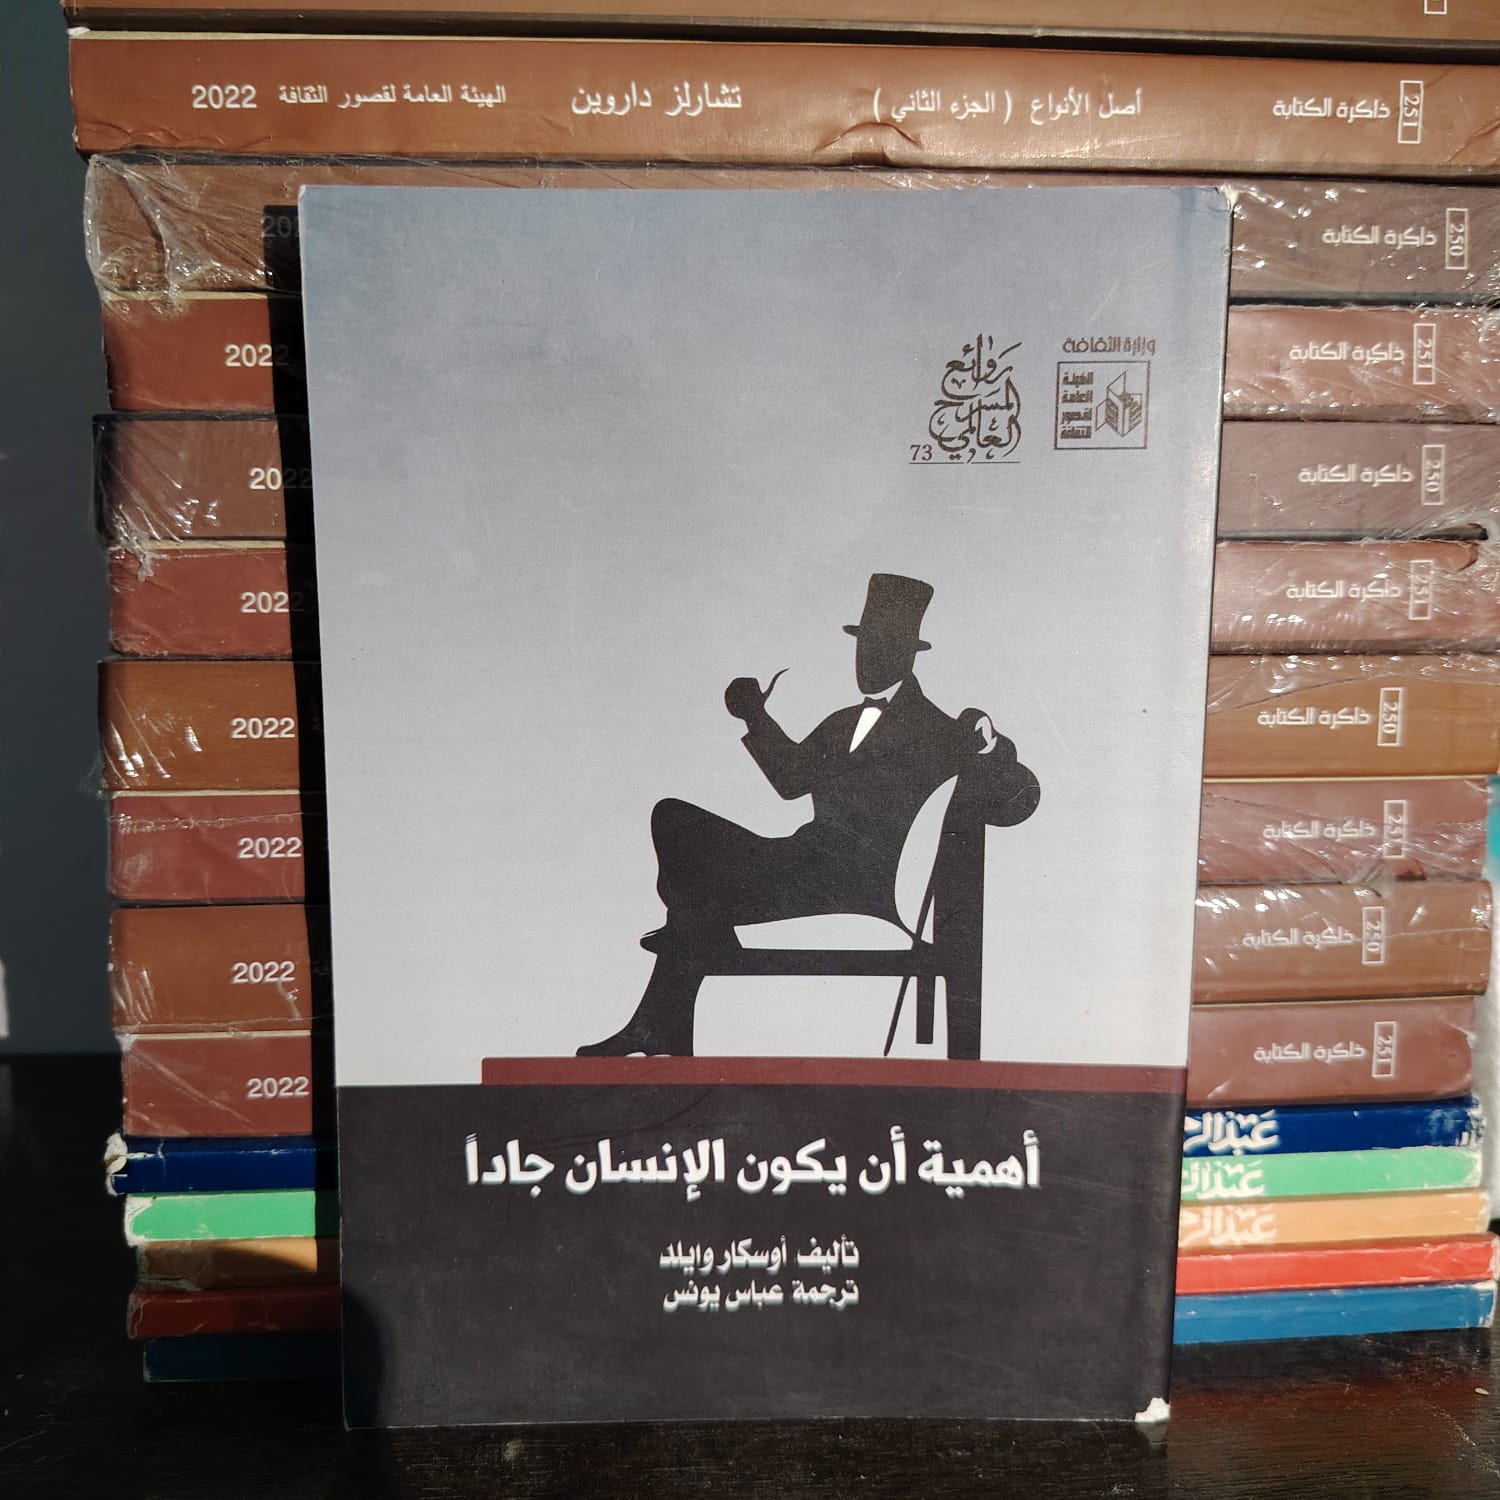 251 ذاكرة الكتابة أصل الأنواع ( الجزء الثاني ) تشارلز داروين الهيئة العامة لقصور الثقافة 2022
250 ذاكرة الكتابة 202
251 ذاكرة الكتابة 2022
250 ذاكرة الكتابة 2022
251 ذاكرة الكتابة 2022
250 ذاكرة الكتابة 2022
251 ذاكرة الكتابة 2022
250 ذاكرة الكتابة 2022
251 ذاكرة الكتابة 2022
وزارة الثقافة
الهيئة
العامة
لقصور
الثقافة
روائع
المسرح
العالمي
73
أهمية أن يكون الإنسان جاداً
تأليف أوسكار وايلد
ترجمة عباس يونس